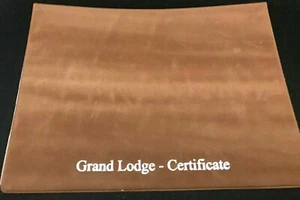 Grand Lodge - Certificate